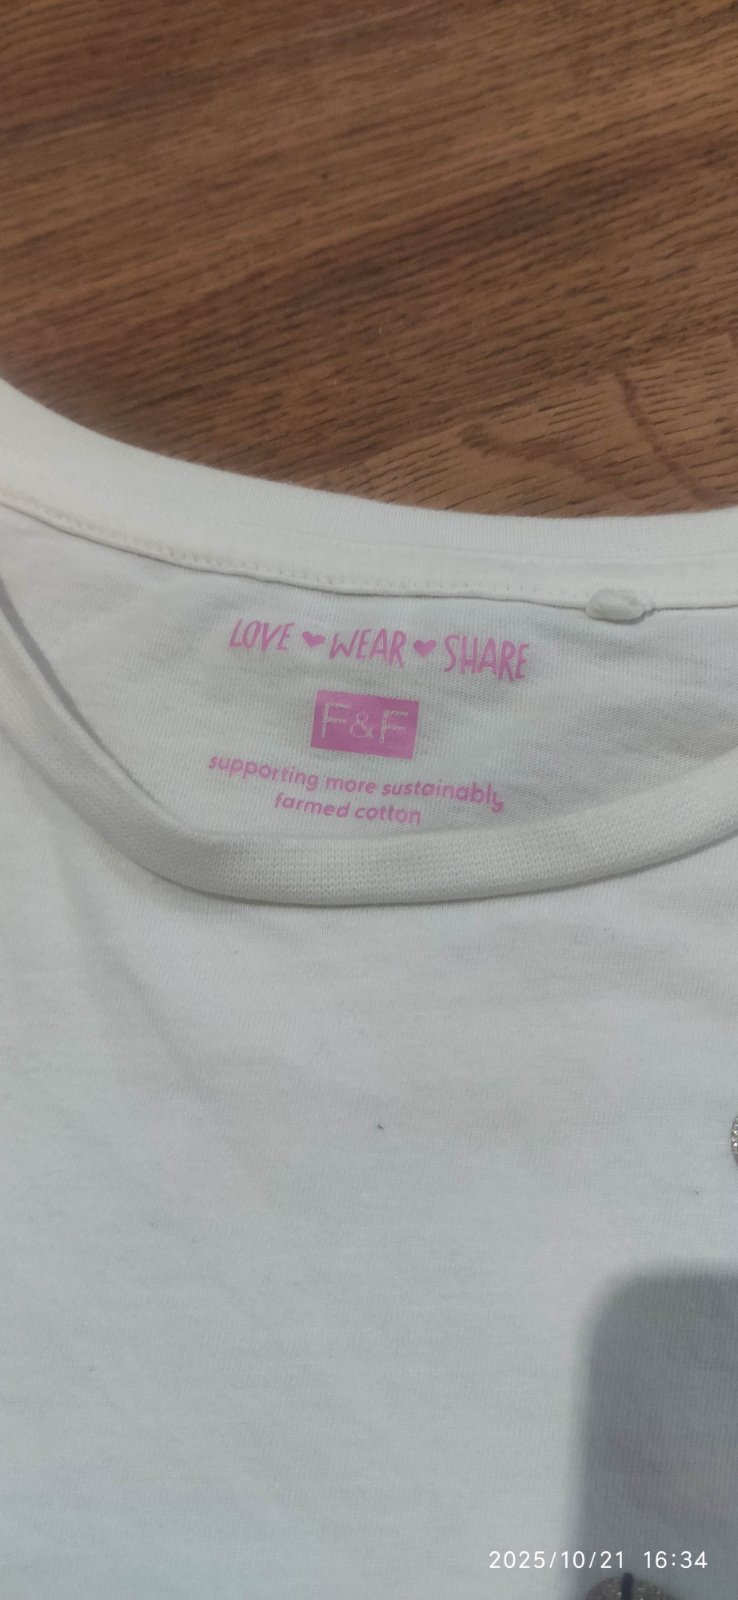 LOVE ♥ WEAR ♥ SHARE
F&F
supporting more sustainably
farmed cotton
2025/10/21 16:34